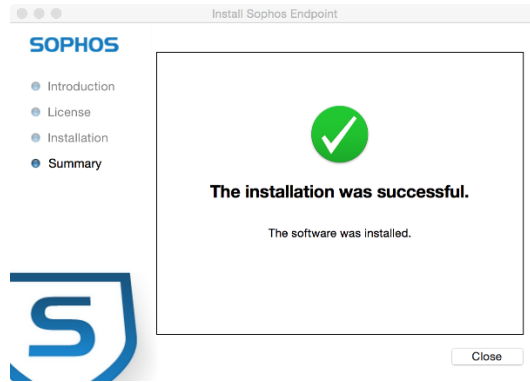 Install Sophos Endpoint
SOPHOS
Introduction
License
Installation
Summary
The installation was successful.
The software was installed.
S
Close